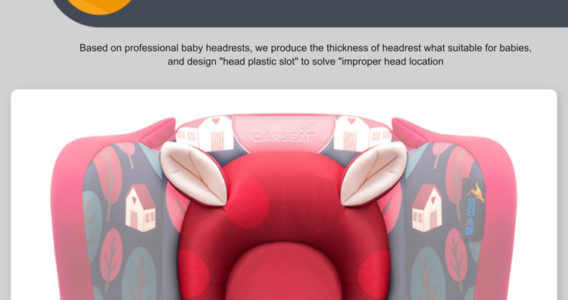 Based on professional baby headrests, we produce the thickness of headrest what suitable for babies,
and design "head plastic slot" to solve "improper head location
CARSEAT